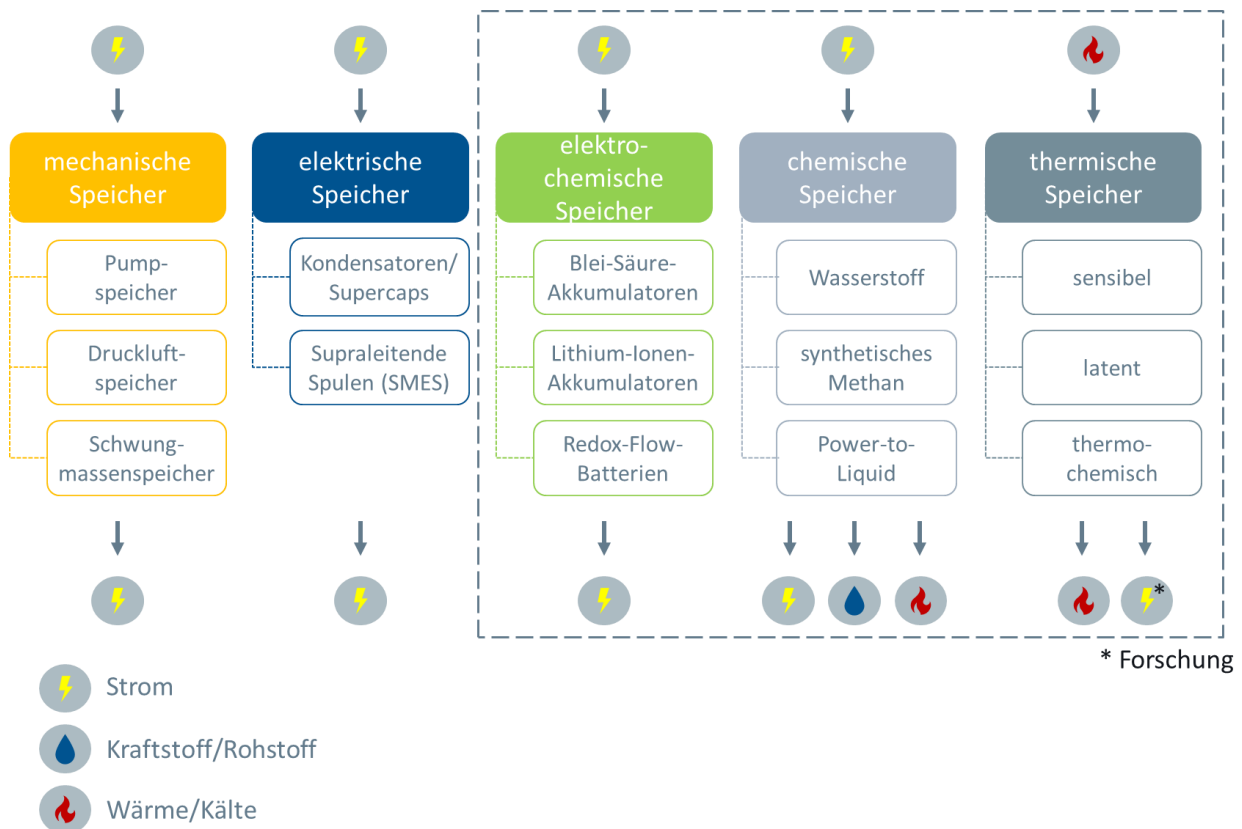 mechanische
Speicher
Pump-
speicher
Druckluft-
speicher
Schwung-
massenspeicher
elektrische
Speicher
Kondensatoren/
Supercaps
Supraleitende
Spulen (SMES)
elektro-
chemische
Speicher
Blei-Säure-
Akkumulatoren
Lithium-Ionen-
Akkumulatoren
Redox-Flow-
Batterien
chemische
Speicher
Wasserstoff
synthetisches
Methan
Power-to-
Liquid
thermische
Speicher
sensibel
latent
thermo-
chemisch
*
* Forschung
Strom
Kraftstoff/Rohstoff
Wärme/Kälte